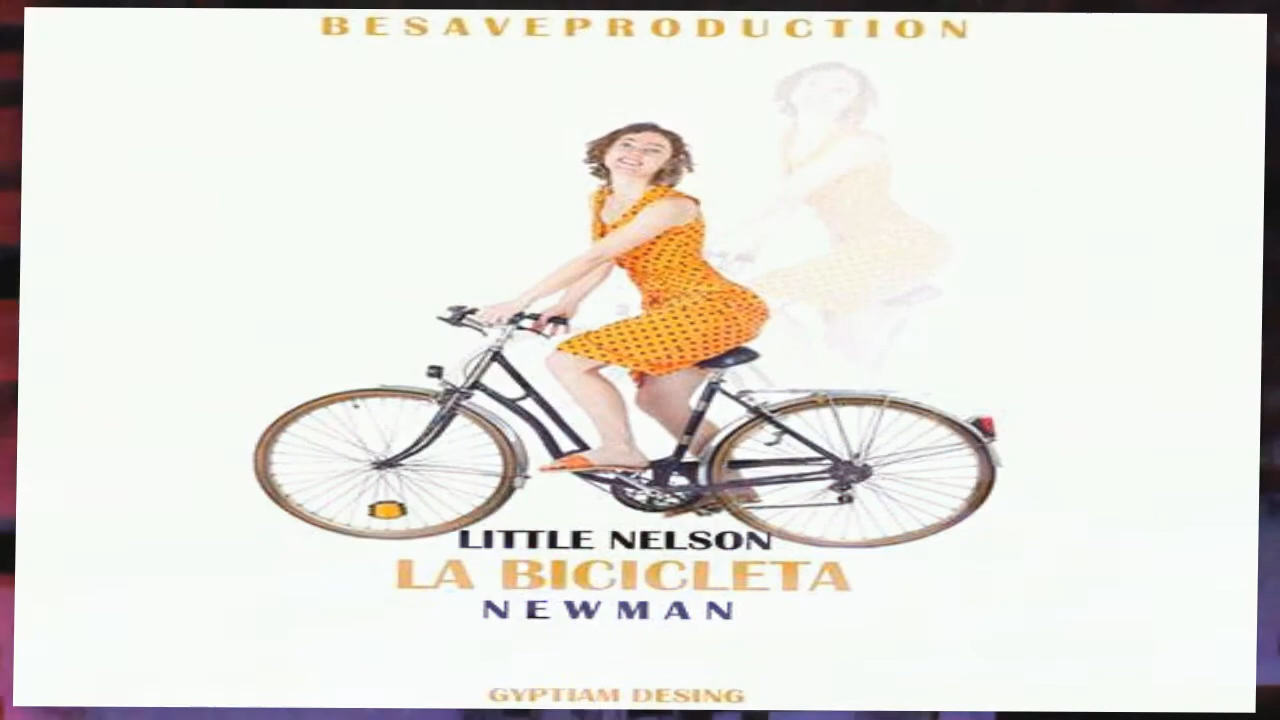 BESAVEPRODUCTION
LITTLE NELSON
LA BICICLETA
NEWMAN
GYPTIAM DESING